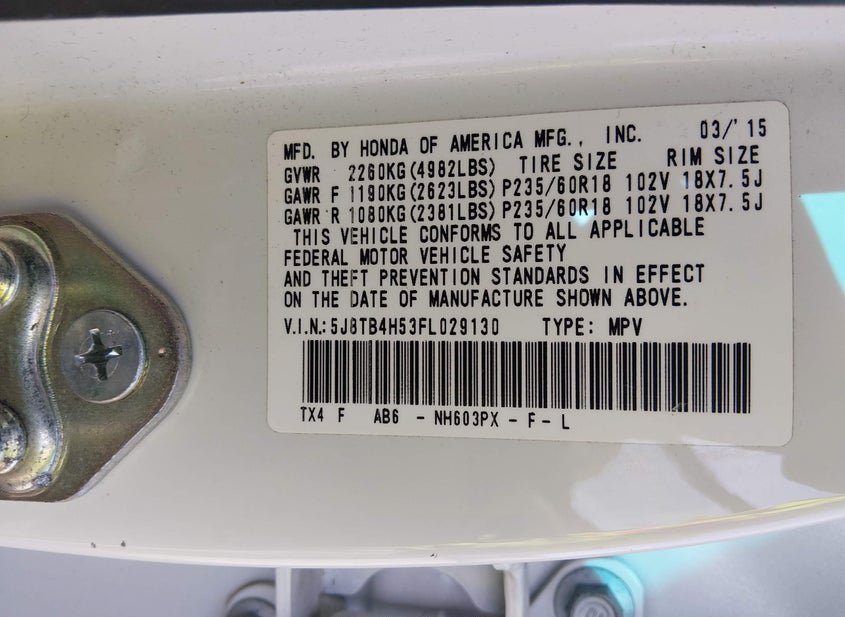 MFD. BY HONDA OF AMERICA MFG., INC. 03/'15
GVWR 2260KG(4982LBS) TIRE SIZE RIM SIZE
GAWR F 1190KG(2623LBS) P235/60R18 102V 18X7.5J
GAWR R 1080KG(2381LBS) P235/60R18 102V 18X7.5J
THIS VEHICLE CONFORMS TO ALL APPLICABLE
FEDERAL MOTOR VEHICLE SAFETY
AND THEFT PREVENTION STANDARDS IN EFFECT
ON THE DATE OF MANUFACTURE SHOWN ABOVE.
V.I.N.:5J8TB4H53FL029130 TYPE: MPV
TX4 F AB6 - NH603PX - F - L